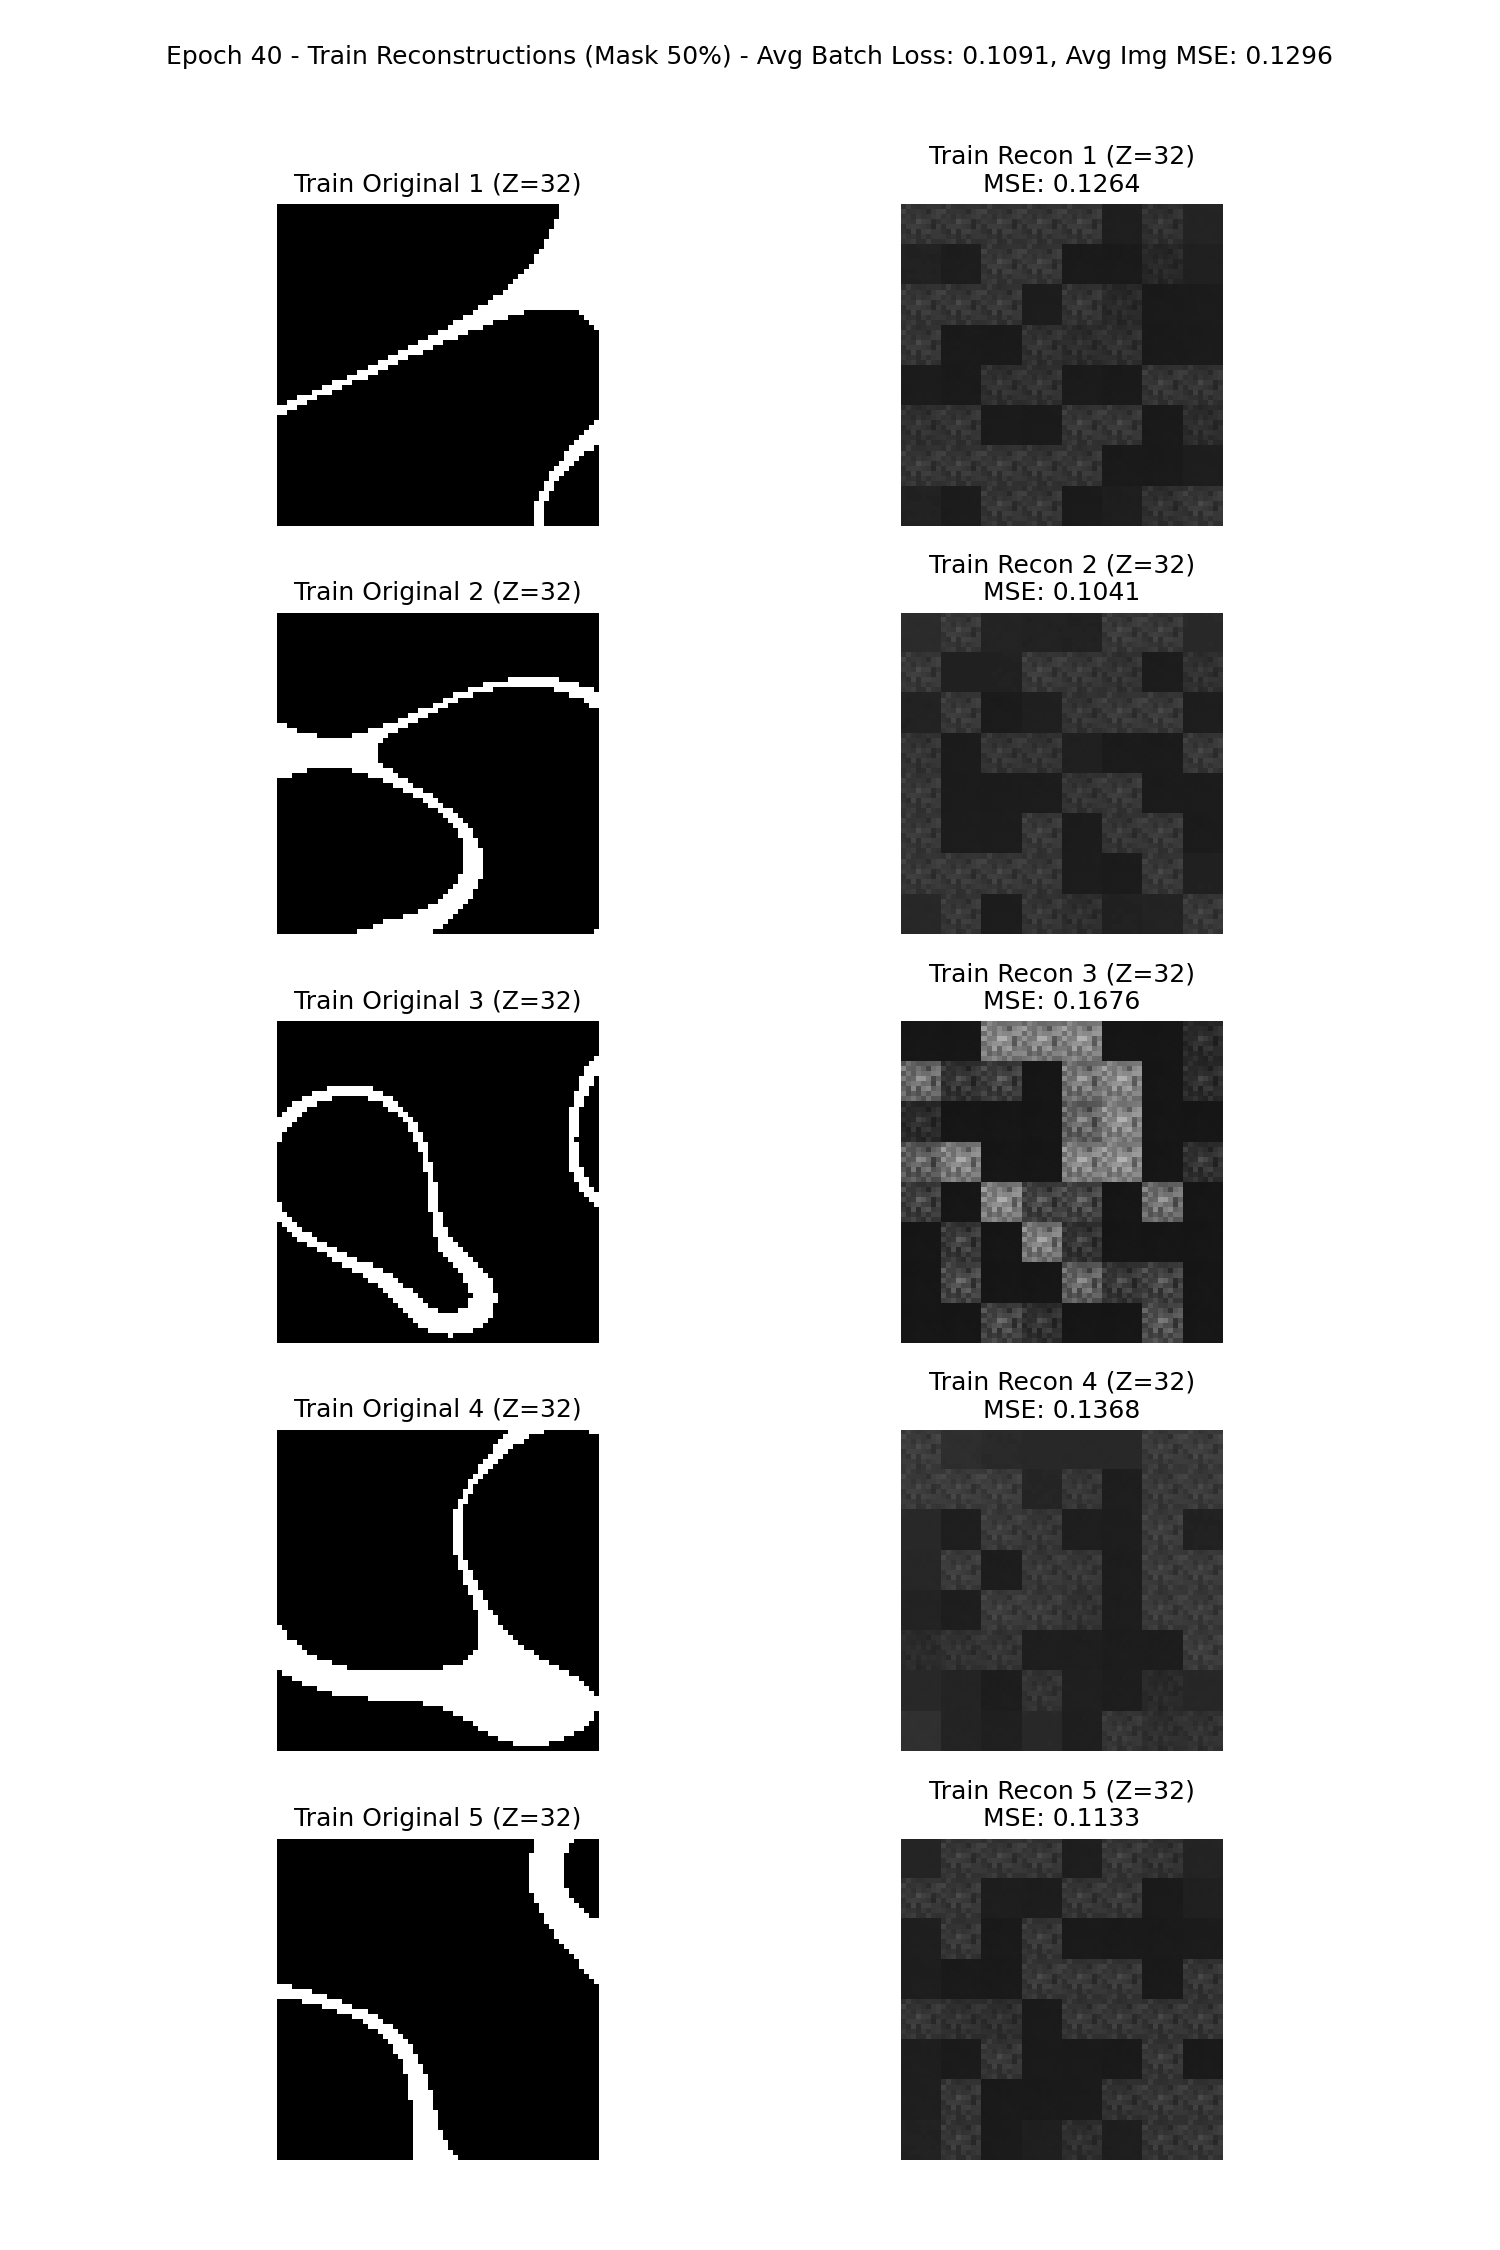 Epoch 40 - Train Reconstructions (Mask 50%) - Avg Batch Loss: 0.1091, Avg Img MSE: 0.1296
Train Original 1 (Z=32)
Train Recon 1 (Z=32)
MSE: 0.1264
Train Original 2 (Z=32)
Train Recon 2 (Z=32)
MSE: 0.1041
Train Original 3 (Z=32)
Train Recon 3 (Z=32)
MSE: 0.1676
Train Original 4 (Z=32)
Train Recon 4 (Z=32)
MSE: 0.1368
Train Original 5 (Z=32)
Train Recon 5 (Z=32)
MSE: 0.1133